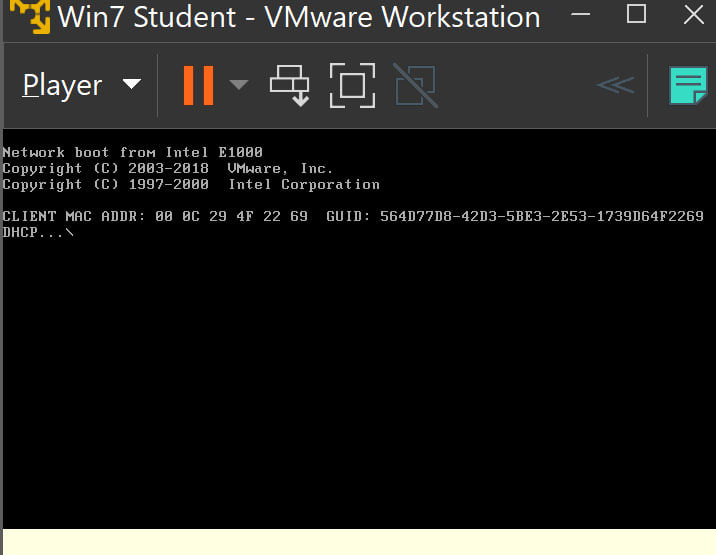 Win7 Student - VMware Workstation
Player
Network boot from Intel E1000
Copyright (C) 2003-2018  VMware, Inc.
Copyright (C) 1997-2000  Intel Corporation
CLIENT MAC ADDR: 00 0C 29 4F 22 69  GUID: 564D77D8-42D3-5BE3-2E53-1739D64F2269
DHCP...\